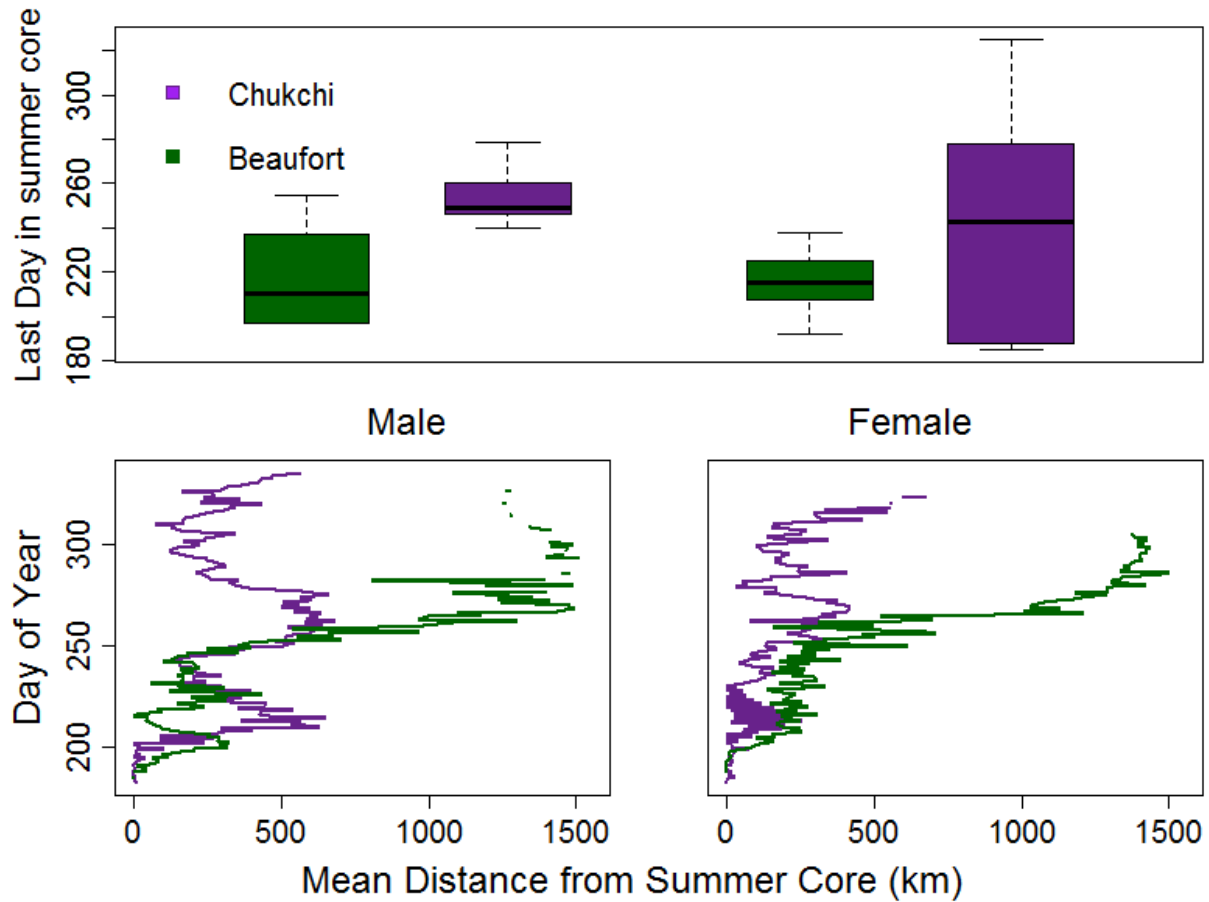 Last Day in summer core
180
220
260
300
Chukchi
Beaufort
Male
Female
Day of Year
200
250
300
0
500
1000
1500
0
500
1000
1500
Mean Distance from Summer Core (km)